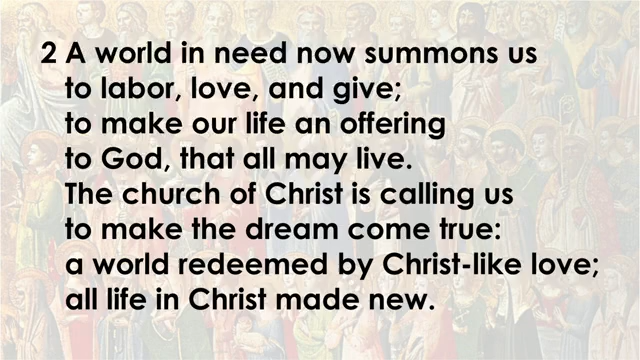 2 A world in need now summons us
to labor, love, and give;
to make our life an offering
to God, that all may live.
The church of Christ is calling us
to make the dream come true:
a world redeemed by Christ-like love;
all life in Christ made new.